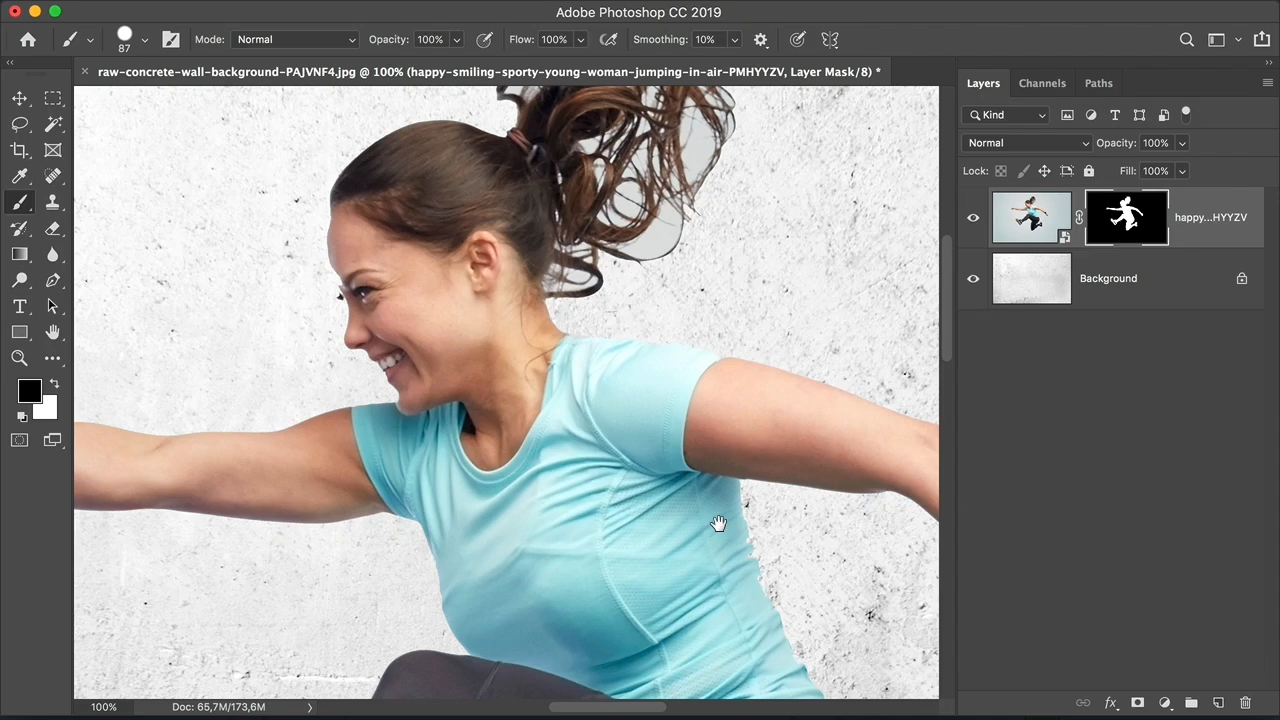 Adobe Photoshop CC 2019
87 Mode: Normal Opacity: 100% Flow: 100% Smoothing: 10%
raw-concrete-wall-background-PAJVNF4.jpg @ 100% (happy-smiling-sporty-young-woman-jumping-in-air-PMHYYZV, Layer Mask/8) *
Layers Channels Paths
Kind
Normal Opacity: 100%
Lock: Fill: 100%
happy...HYYZV
Background
100% Doc: 65,7M/173,6M